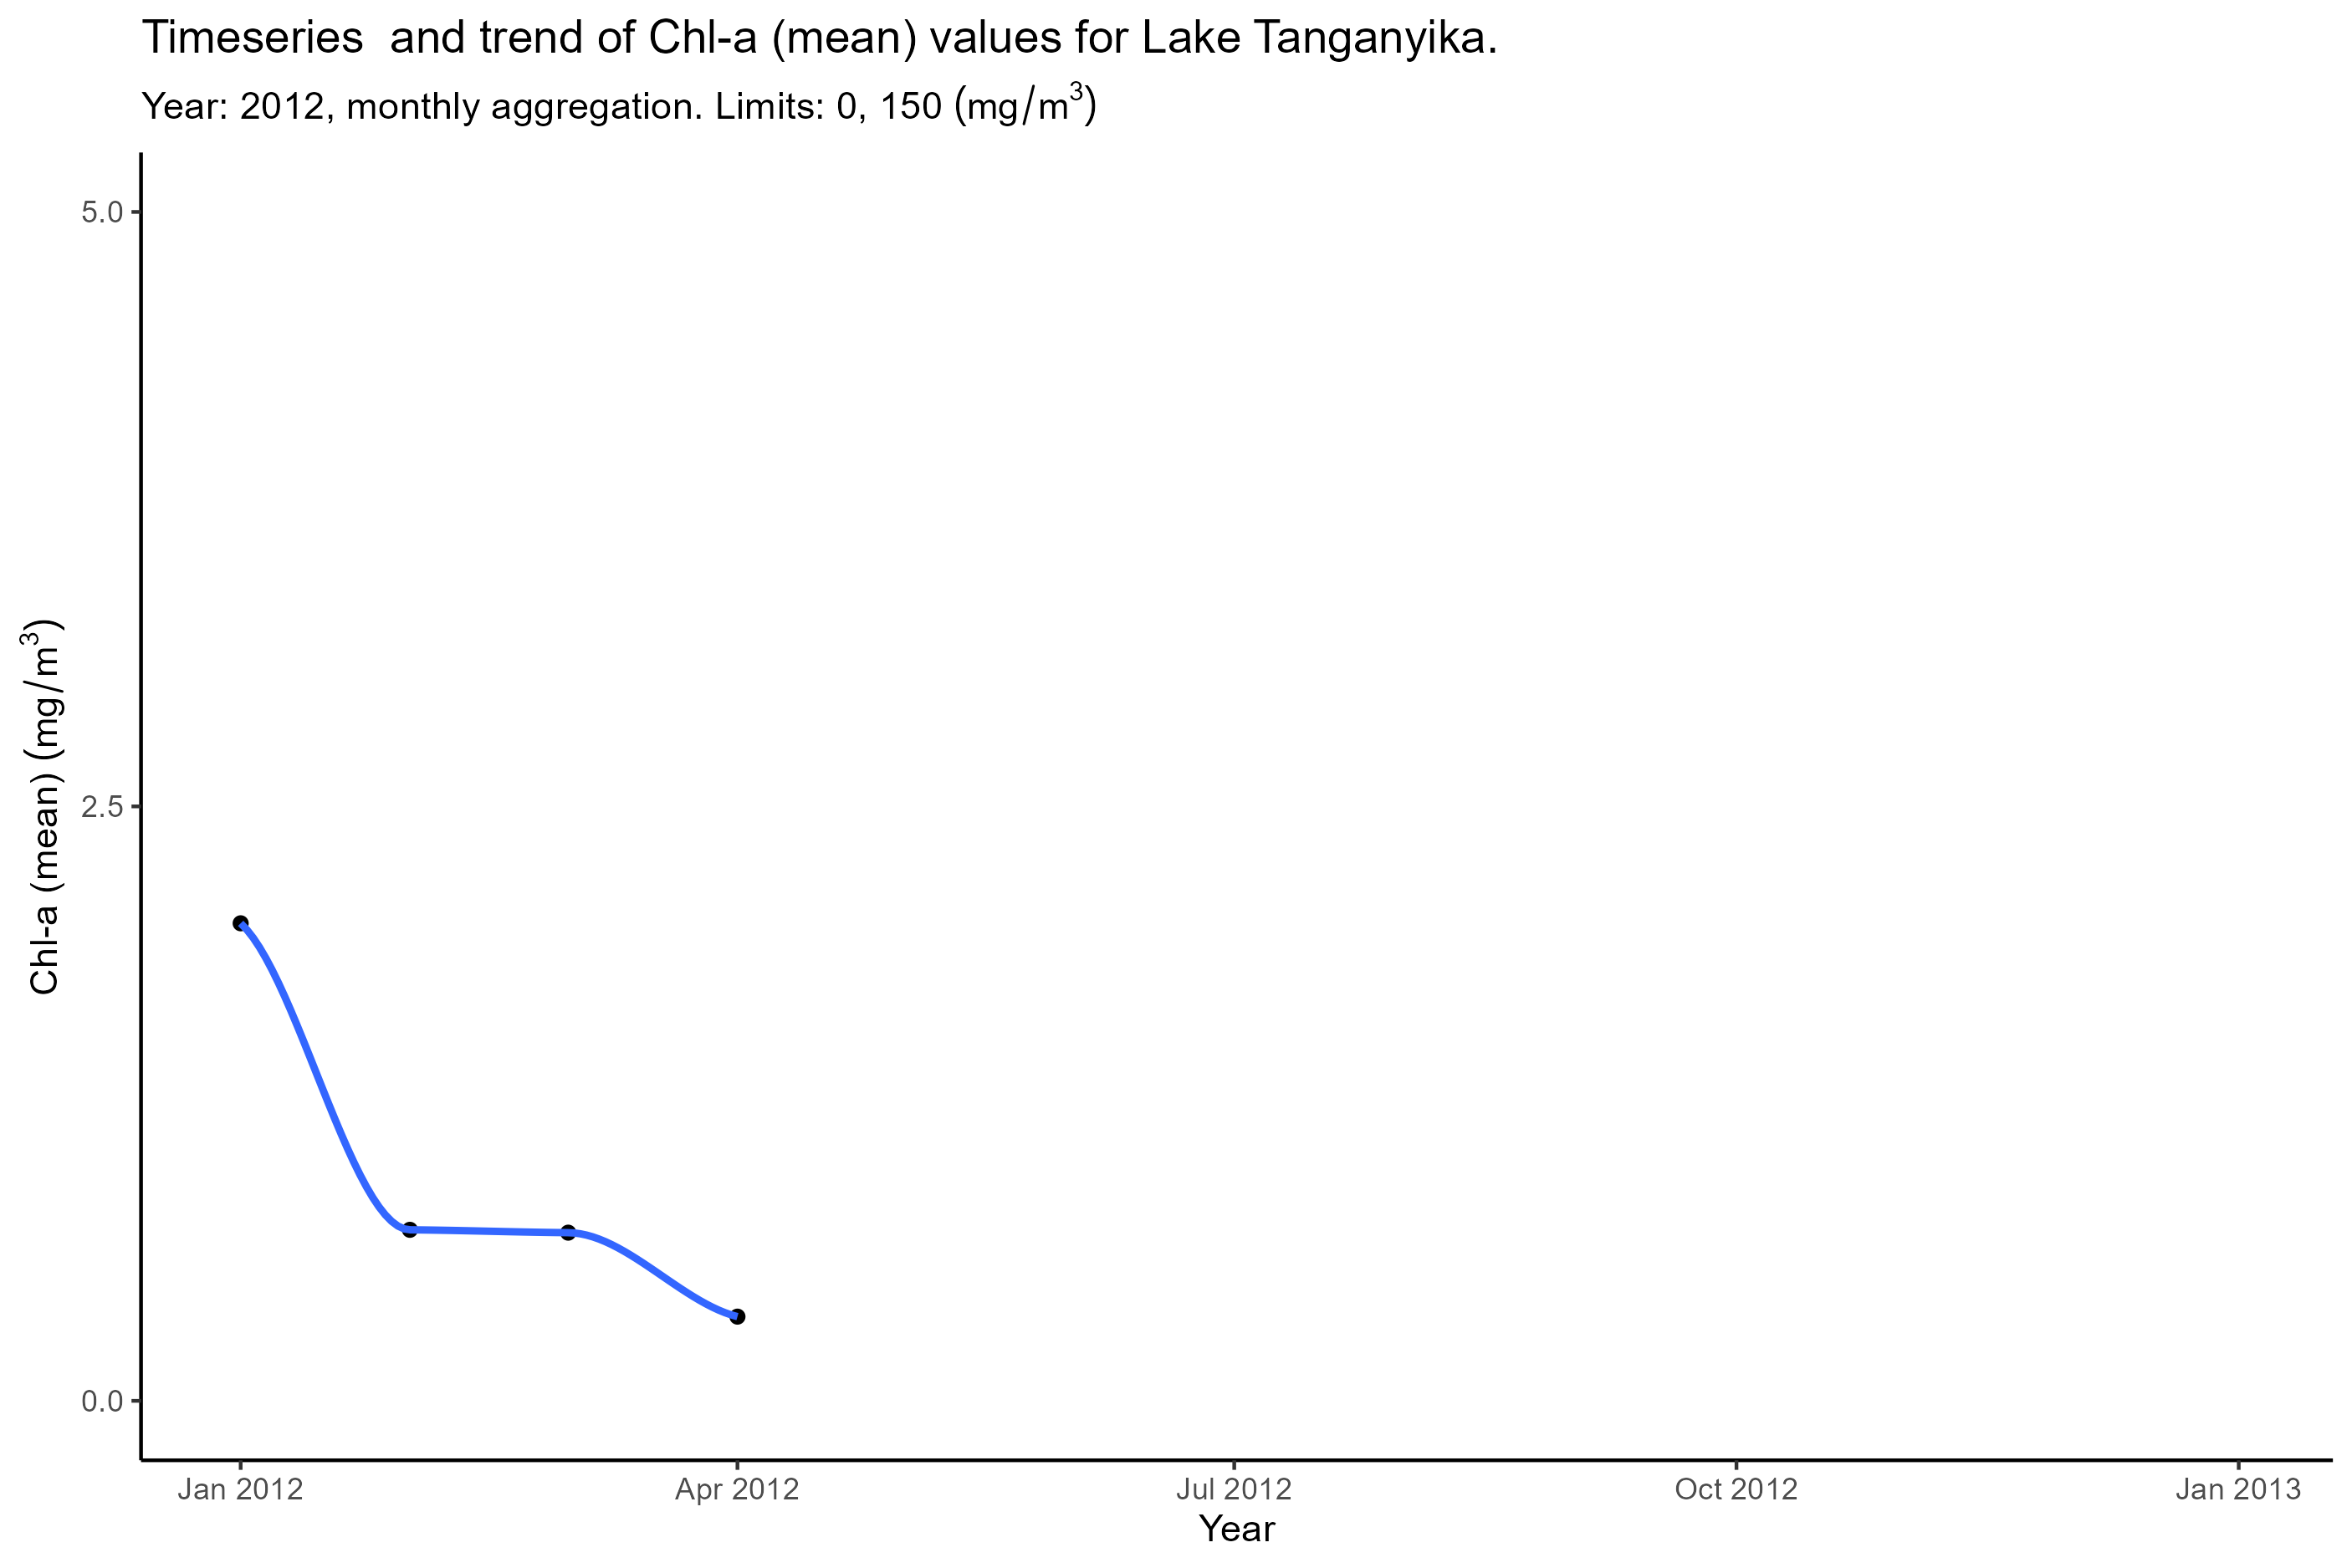 Timeseries  and trend of Chl-a (mean) values for Lake Tanganyika.
Year: 2012, monthly aggregation. Limits: 0, 150 (mg/m³)
Chl-a (mean) (mg/m³)
5.0
2.5
0.0
Jan 2012 Apr 2012 Jul 2012 Oct 2012 Jan 2013
Year